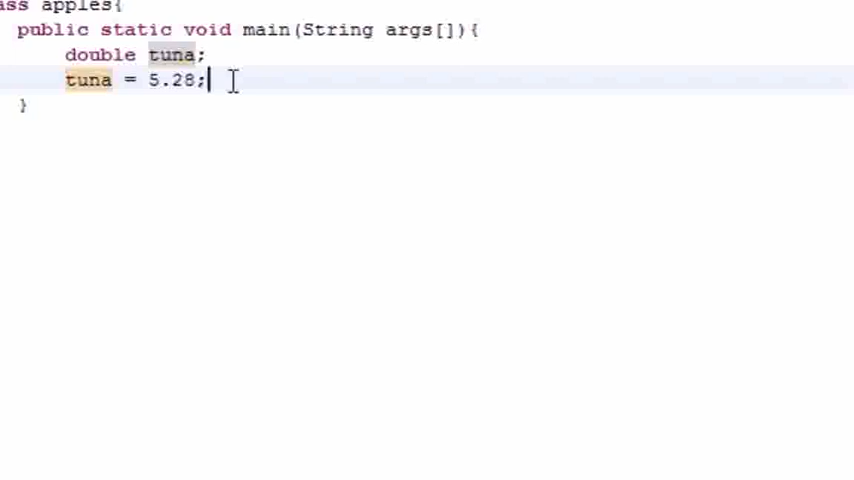 ass apples{
public static void main(String args[]){
double tuna;
tuna = 5.28;
}